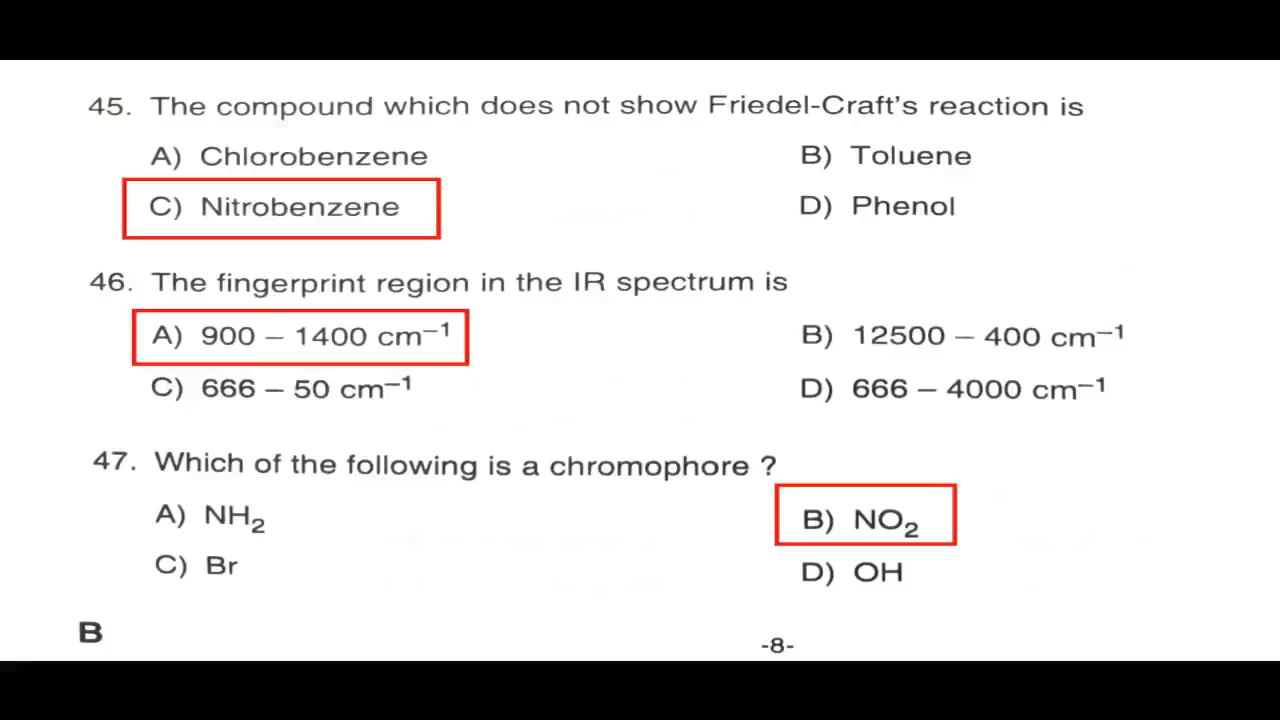 45. The compound which does not show Friedel-Craft's reaction is
A) Chlorobenzene B) Toluene
C) Nitrobenzene D) Phenol
46. The fingerprint region in the IR spectrum is
A) 900 – 1400 cm⁻¹ B) 12500 – 400 cm⁻¹
C) 666 – 50 cm⁻¹ D) 666 – 4000 cm⁻¹
47. Which of the following is a chromophore ?
A) NH₂ B) NO₂
C) Br D) OH
B -8-